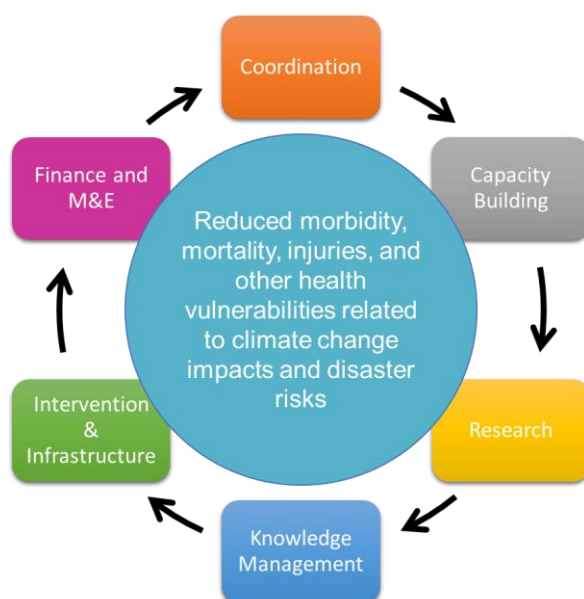 Coordination
Capacity
Building
Research
Knowledge
Management
Intervention
&
Infrastructure
Finance and
M&E
Reduced morbidity,
mortality, injuries, and
other health
vulnerabilities related
to climate change
impacts and disaster
risks